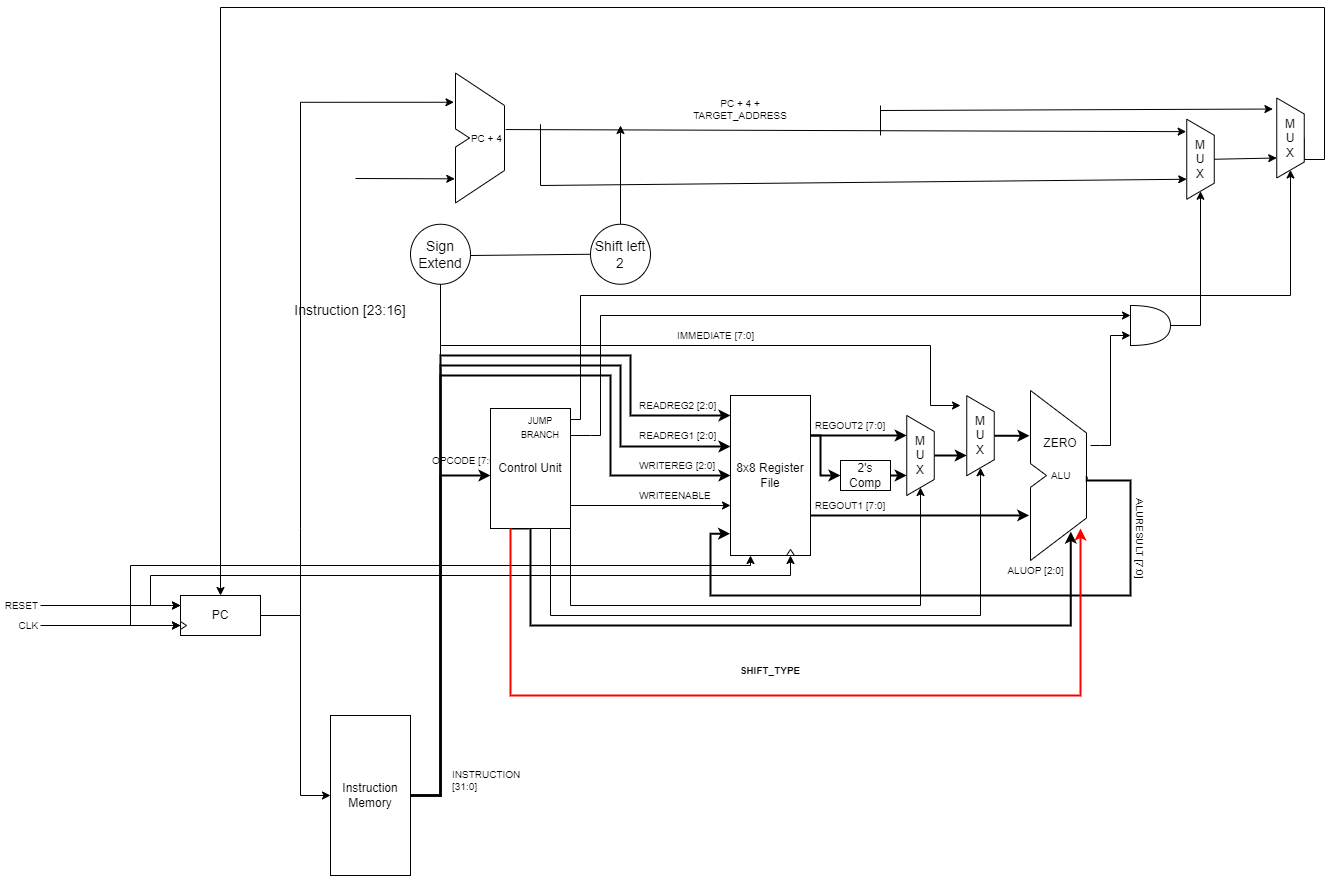 PC + 4 +
TARGET_ADDRESS
M
U
X
PC + 4
M
U
X
Sign
Extend
Shift left
2
Instruction [23:16]
IMMEDIATE [7:0]
READREG2 [2:0]
JUMP
BRANCH
READREG1 [2:0]
REGOUT2 [7:0]
M
U
X
M
U
X
ZERO
OPCODE [7:
Control Unit
WRITEREG [2:0]
8x8 Register
File
2's
Comp
ALU
WRITEENABLE
REGOUT1 [7:0]
ALURESULT [7:0]
ALUOP [2:0]
RESET
PC
CLK
SHIFT_TYPE
INSTRUCTION
[31:0]
Instruction
Memory